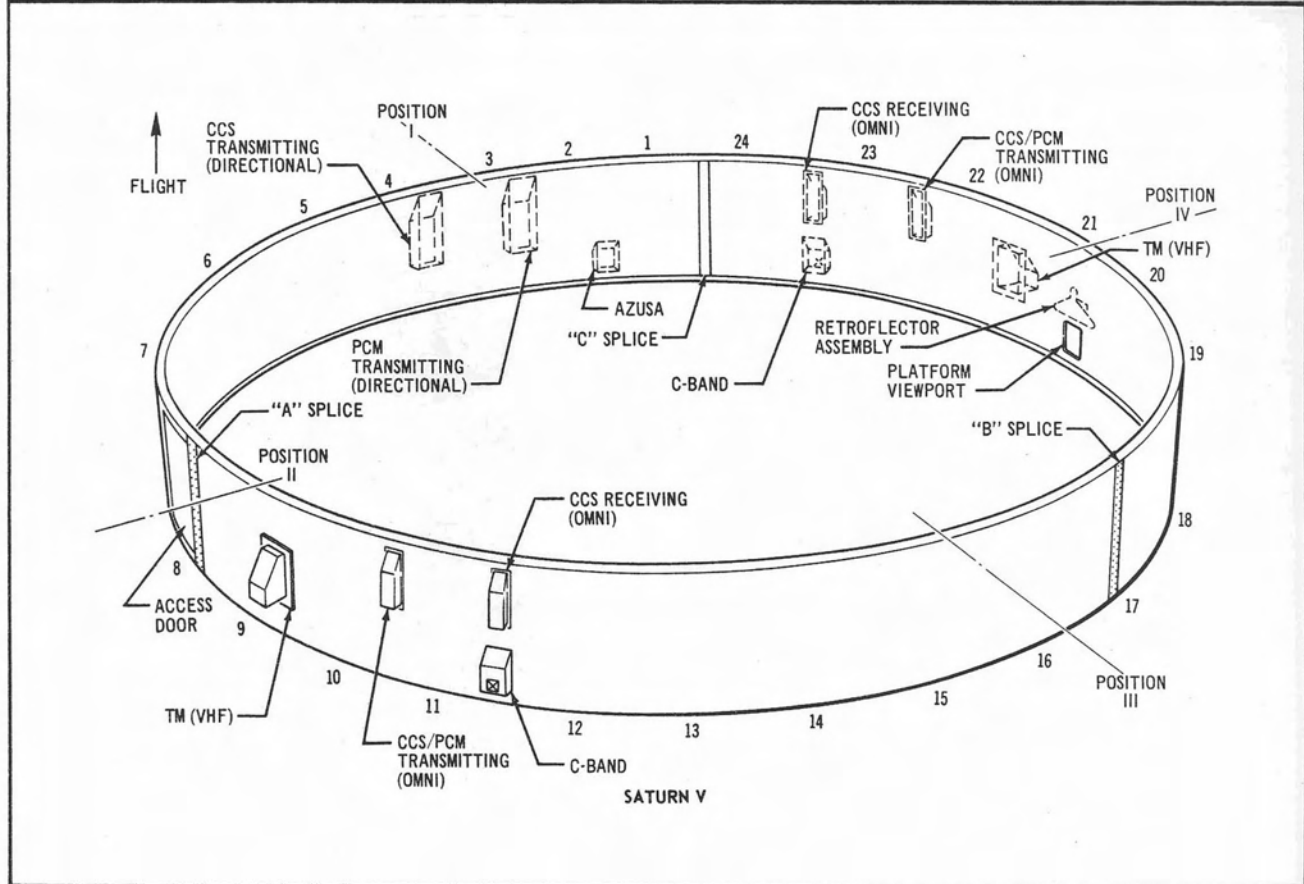 FLIGHT
CCS
TRANSMITTING
(DIRECTIONAL)
POSITION
I
CCS RECEIVING
(OMNI)
CCS/PCM
TRANSMITTING
(OMNI)
POSITION
IV
TM (VHF)
1
24
23
22
21
20
19
18
17
16
15
14
13
12
11
10
9
8
7
6
5
4
3
2
AZUSA
"C" SPLICE
RETROFLECTOR
ASSEMBLY
PLATFORM
VIEWPORT
PCM
TRANSMITTING
(DIRECTIONAL)
C-BAND
"A" SPLICE
"B" SPLICE
POSITION
II
CCS RECEIVING
(OMNI)
ACCESS
DOOR
TM (VHF)
CCS/PCM
TRANSMITTING
(OMNI)
C-BAND
POSITION
III
SATURN V